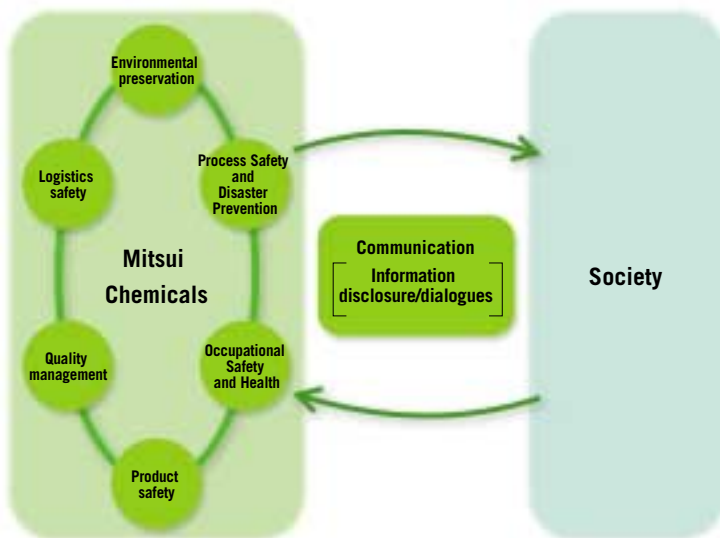 Environmental
preservation
Process Safety
and
Disaster
Prevention
Logistics
safety
Mitsui
Chemicals
Quality
management
Occupational
Safety
and Health
Product
safety
Communication
Information
disclosure/dialogues
Society